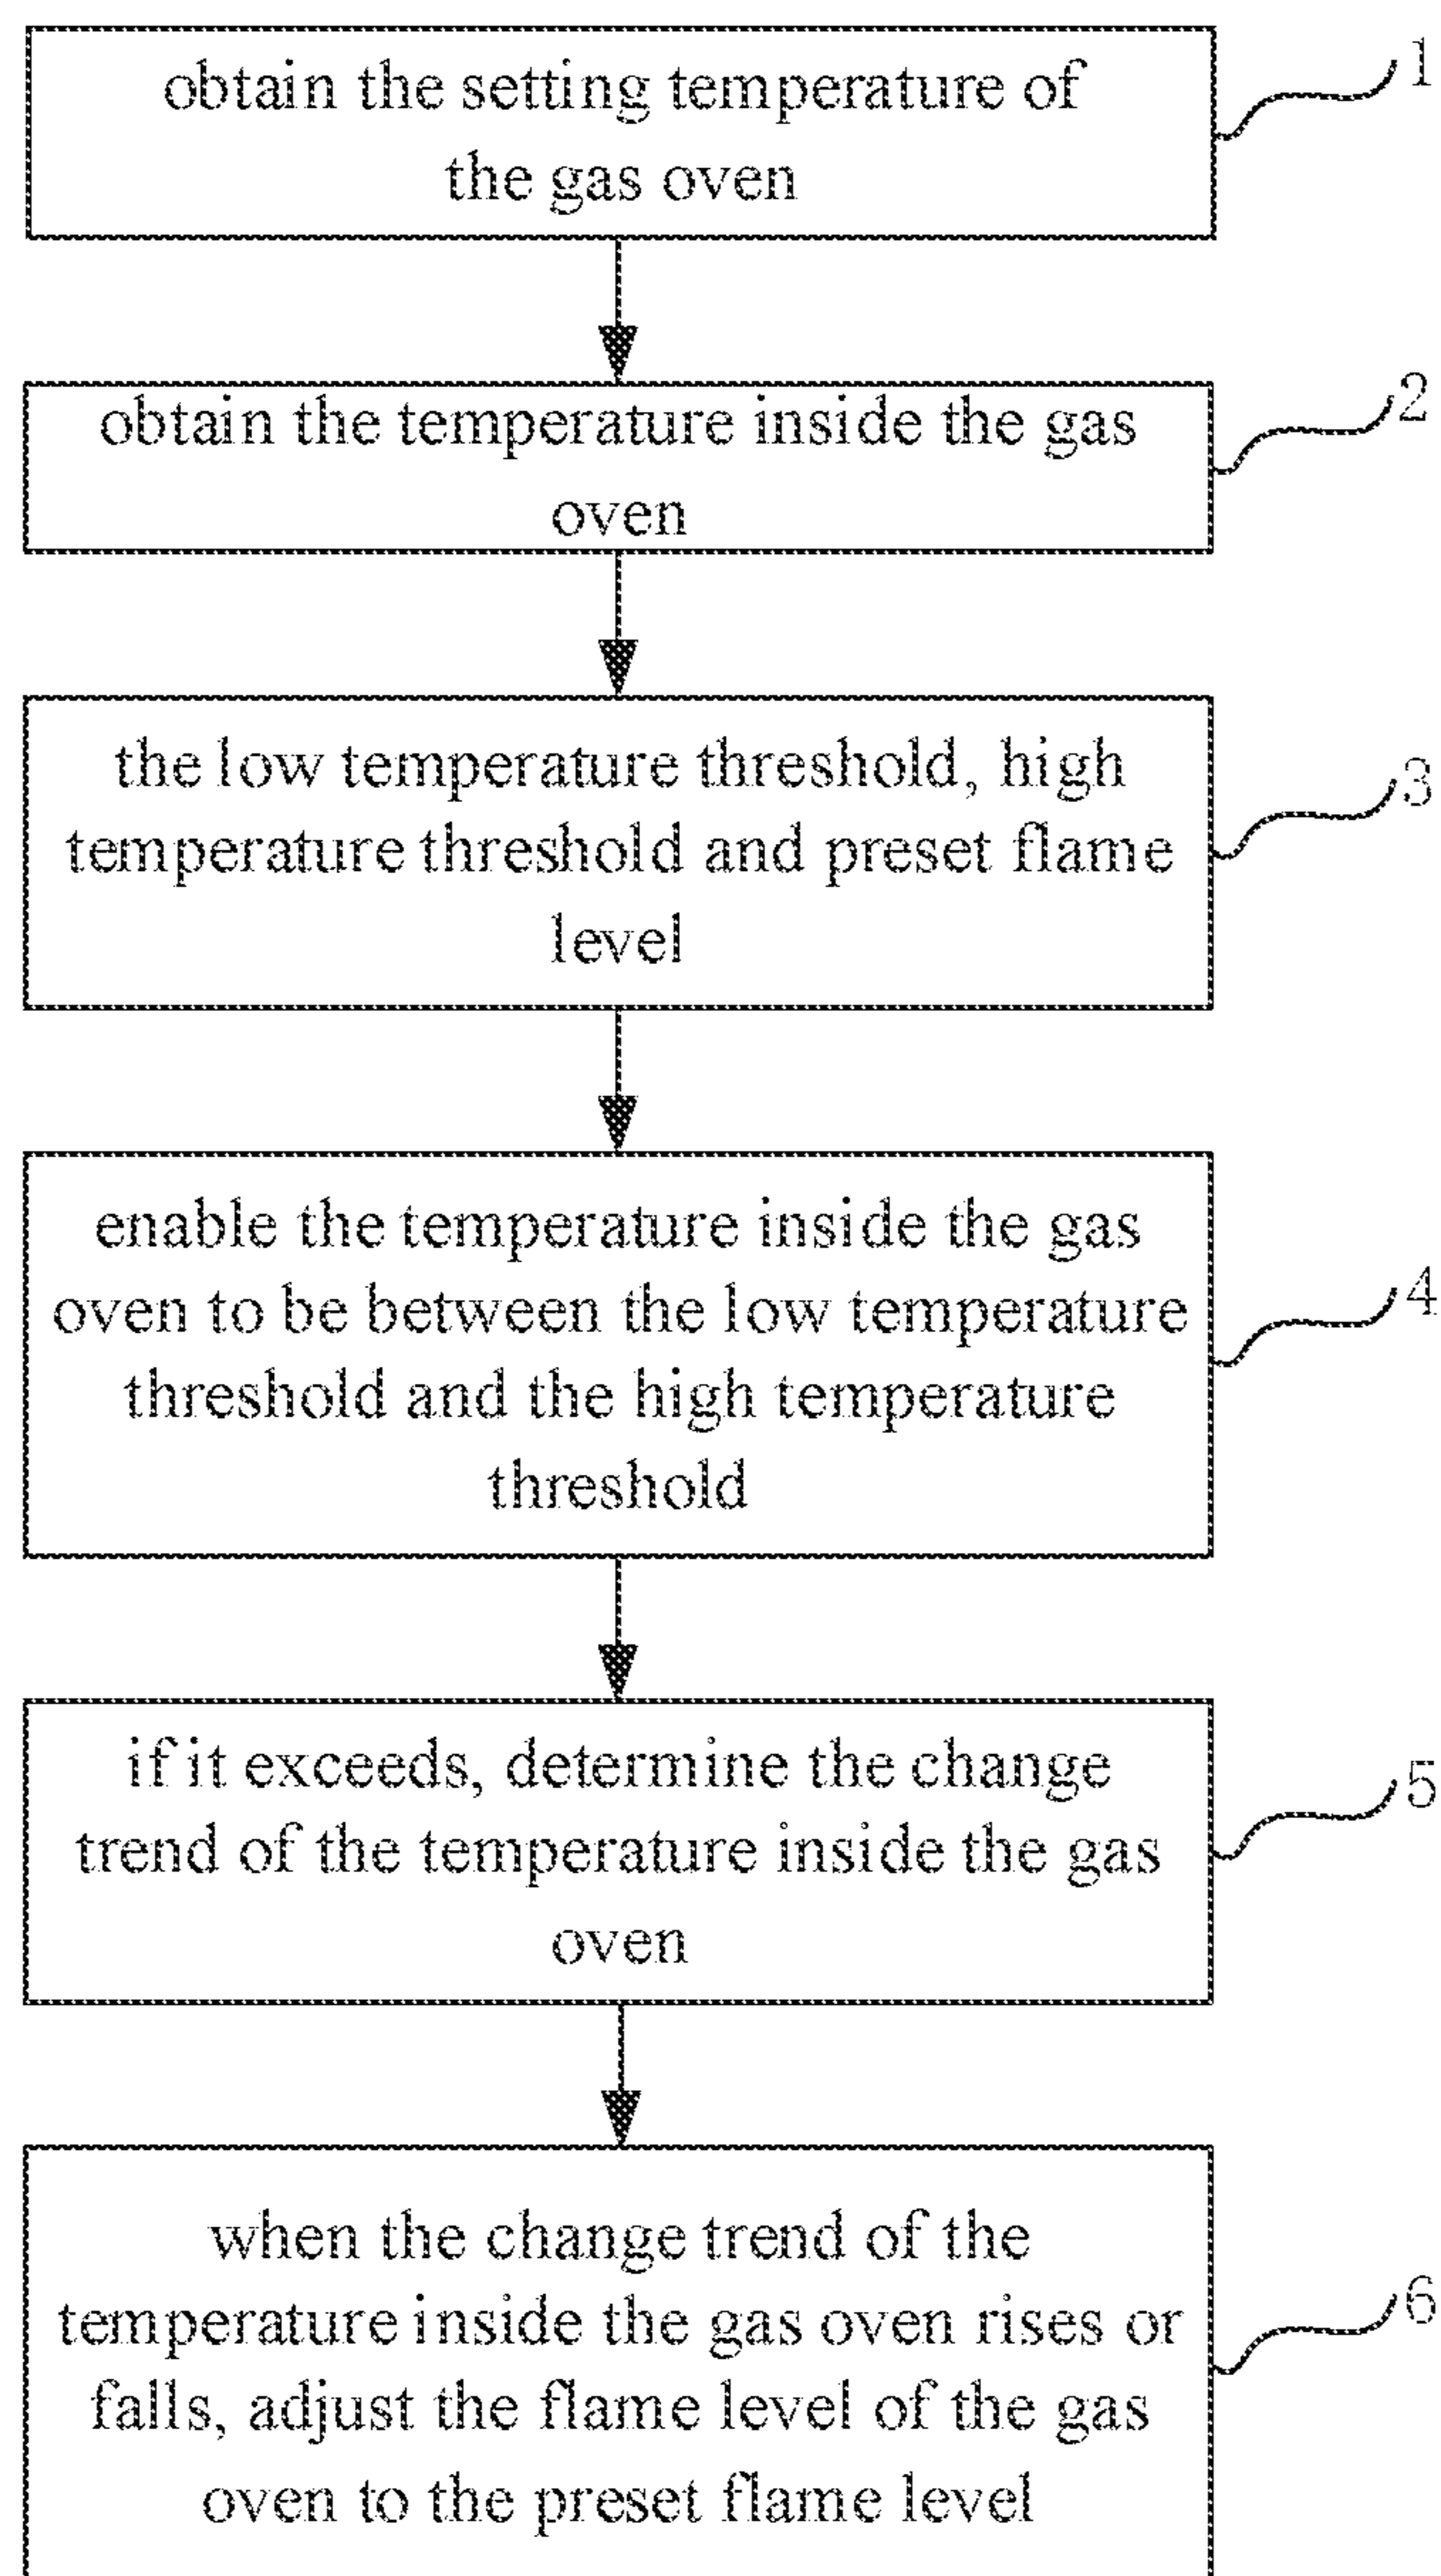 obtain the setting temperature of
the gas oven
1
obtain the temperature inside the gas
oven
2
the low temperature threshold, high
temperature threshold and preset flame
level
3
enable the temperature inside the gas
oven to be between the low temperature
threshold and the high temperature
threshold
4
if it exceeds, determine the change
trend of the temperature inside the gas
oven
5
when the change trend of the
temperature inside the gas oven rises or
falls, adjust the flame level of the gas
oven to the preset flame level
6